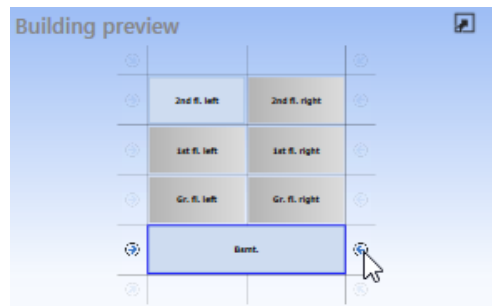 Building preview
2nd fl. left 2nd fl. right
1st fl. left 1st fl. right
Gr. fl. left Gr. fl. right
Bsmt.